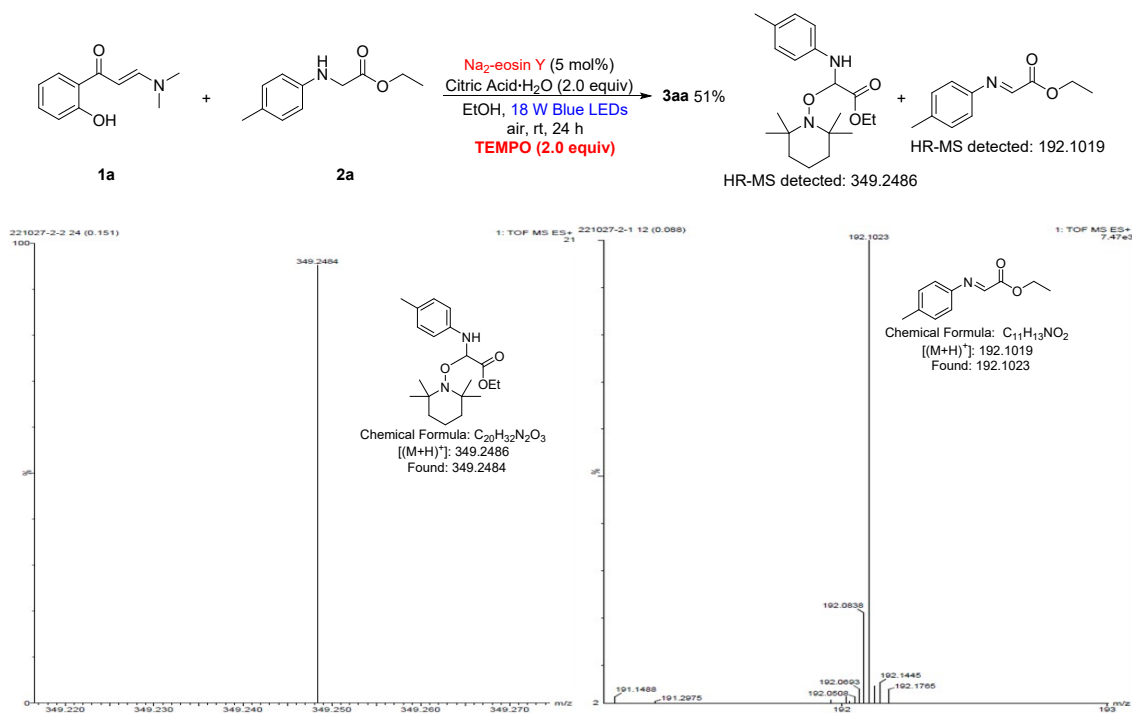 O
N
OH
1a
+
H
N
O
O
2a
Na₂-eosin Y (5 mol%)
Citric Acid·H₂O (2.0 equiv)
EtOH, 18 W Blue LEDs
air, rt, 24 h
TEMPO (2.0 equiv)
3aa 51%
+
NH
O
O
OEt
N
HR-MS detected: 349.2486
N
O
O
HR-MS detected: 192.1019
221027-2-2 24 (0.151)
1: TOF MS ES+
100
349.2484
NH
O
O
OEt
N
Chemical Formula: C₂₀H₃₂N₂O₃
[(M+H)⁺]: 349.2486
Found: 349.2484
%
0
349.220 349.230 349.240 349.250 349.260 349.270 m/z
221027-2-1 12 (0.088)
1: TOF MS ES+
7.47e3
21
192.1023
N
O
O
Chemical Formula: C₁₁H₁₃NO₂
[(M+H)⁺]: 192.1019
Found: 192.1023
%
192.0838
191.1488
191.2975
192.0693
192.0508
192.1445
192.1765
2
192 193 m/z